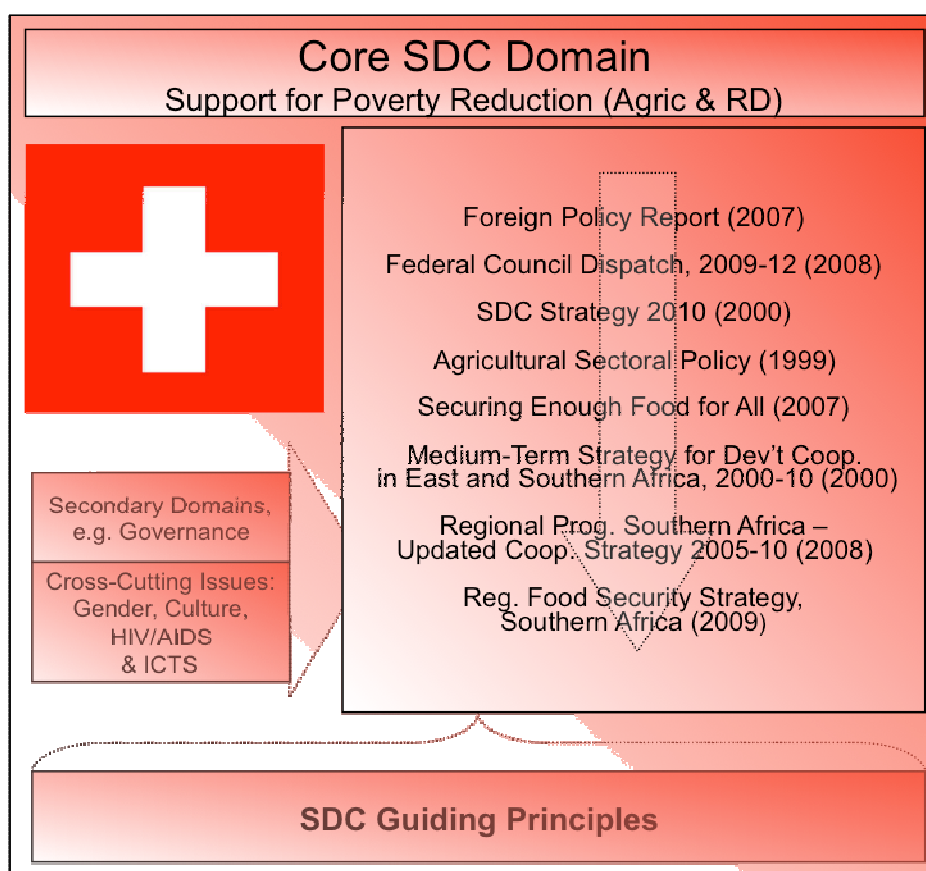 Core SDC Domain
Support for Poverty Reduction (Agric & RD)
Foreign Policy Report (2007)
Federal Council Dispatch, 2009-12 (2008)
SDC Strategy 2010 (2000)
Agricultural Sectoral Policy (1999)
Securing Enough Food for All (2007)
Medium-Term Strategy for Dev't Coop.
in East and Southern Africa, 2000-10 (2000)
Regional Prog. Southern Africa –
Updated Coop. Strategy 2005-10 (2008)
Reg. Food Security Strategy,
Southern Africa (2009)
Secondary Domains,
e.g. Governance
Cross-Cutting Issues:
Gender, Culture,
HIV/AIDS
& ICTS
SDC Guiding Principles